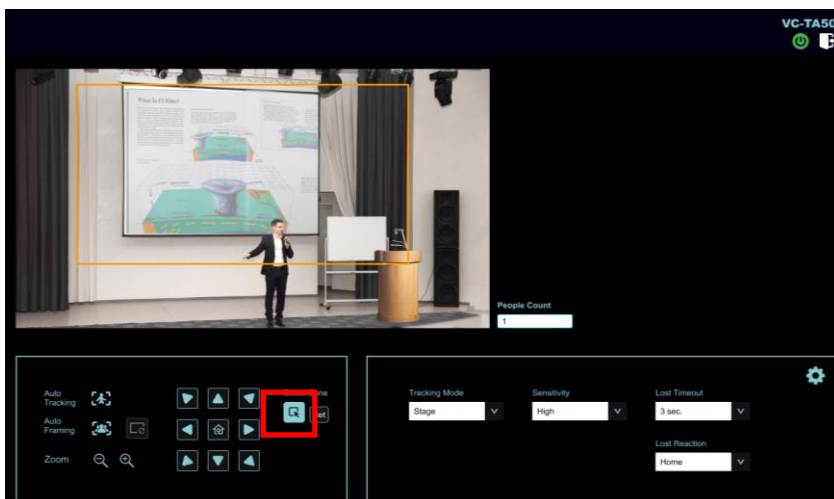 VC-TA50
What Is El Niño?
People Count
1
Auto
Tracking
Auto
Framing
Zoom
Tracking Mode
Stage
Sensitivity
High
Lost Timeout
3 sec.
Lost Reaction
Home